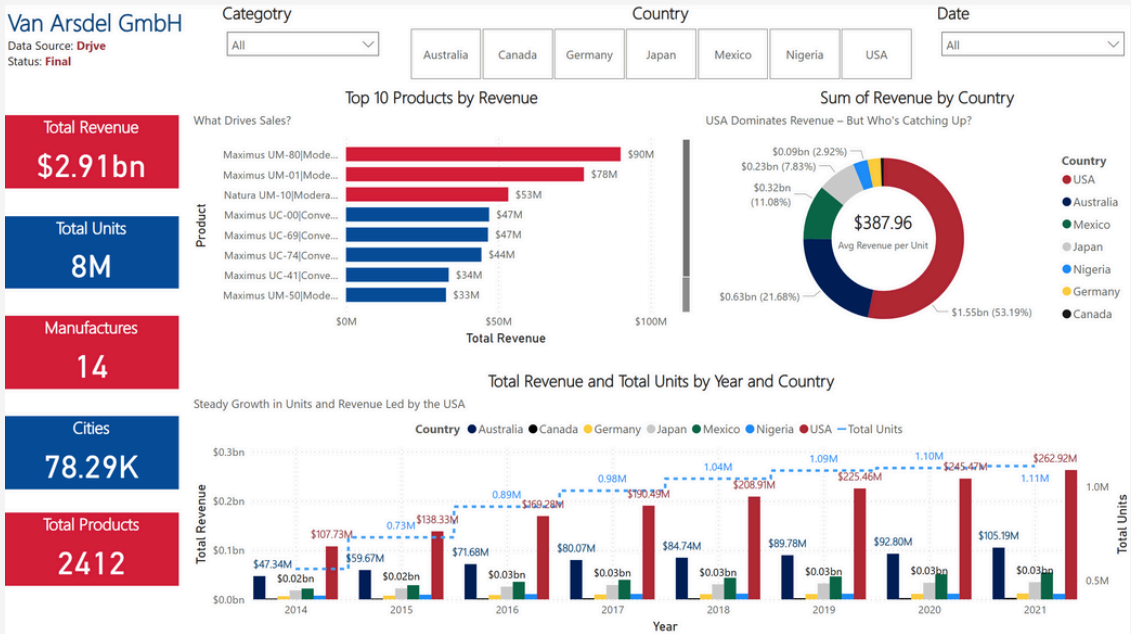 Van Arsdel GmbH
Data Source: Drjve
Status: Final
Categotry
All
Country
Australia
Canada
Germany
Japan
Mexico
Nigeria
USA
Date
All
Total Revenue
$2.91bn
Total Units
8M
Manufactures
14
Cities
78.29K
Total Products
2412
Top 10 Products by Revenue
What Drives Sales?
Product
Maximus UM-80|Mode...
$90M
Maximus UM-01|Mode...
$78M
Natura UM-10|Modera...
$53M
Maximus UC-00|Conve...
$47M
Maximus UC-69|Conve...
$47M
Maximus UC-74|Conve...
$44M
Maximus UC-41|Conve...
$34M
Maximus UM-50|Mode...
$33M
$0M $50M $100M
Total Revenue
Sum of Revenue by Country
USA Dominates Revenue – But Who's Catching Up?
$0.09bn (2.92%)
$0.23bn (7.83%)
$0.32bn
(11.08%)
$0.63bn (21.68%)
$1.55bn (53.19%)
$387.96
Avg Revenue per Unit
Country
USA
Australia
Mexico
Japan
Nigeria
Germany
Canada
Total Revenue and Total Units by Year and Country
Steady Growth in Units and Revenue Led by the USA
Country Australia Canada Germany Japan Mexico Nigeria USA Total Units
Total Revenue
$0.3bn
$0.2bn
$0.1bn
$0.0bn
$47.34M
$0.02bn
$107.73M
$59.67M
0.73M
$0.02bn
$138.33M
$71.68M
0.89M
$0.03bn
$169.28M
$80.07M
0.98M
$0.03bn
$190.49M
$84.74M
1.04M
$0.03bn
$208.91M
$89.78M
1.09M
$0.03bn
$225.46M
$92.80M
1.10M
$0.03bn
$245.47M
$105.19M
1.11M
$0.03bn
$262.92M
1.0M
0.5M
Total Units
2014 2015 2016 2017 2018 2019 2020 2021
Year